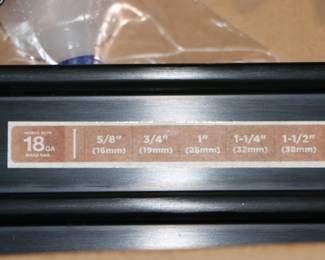 18GA
5/8" 3/4" 1" 1-1/4" 1-1/2"
(16mm) (19mm) (25mm) (32mm) (38mm)